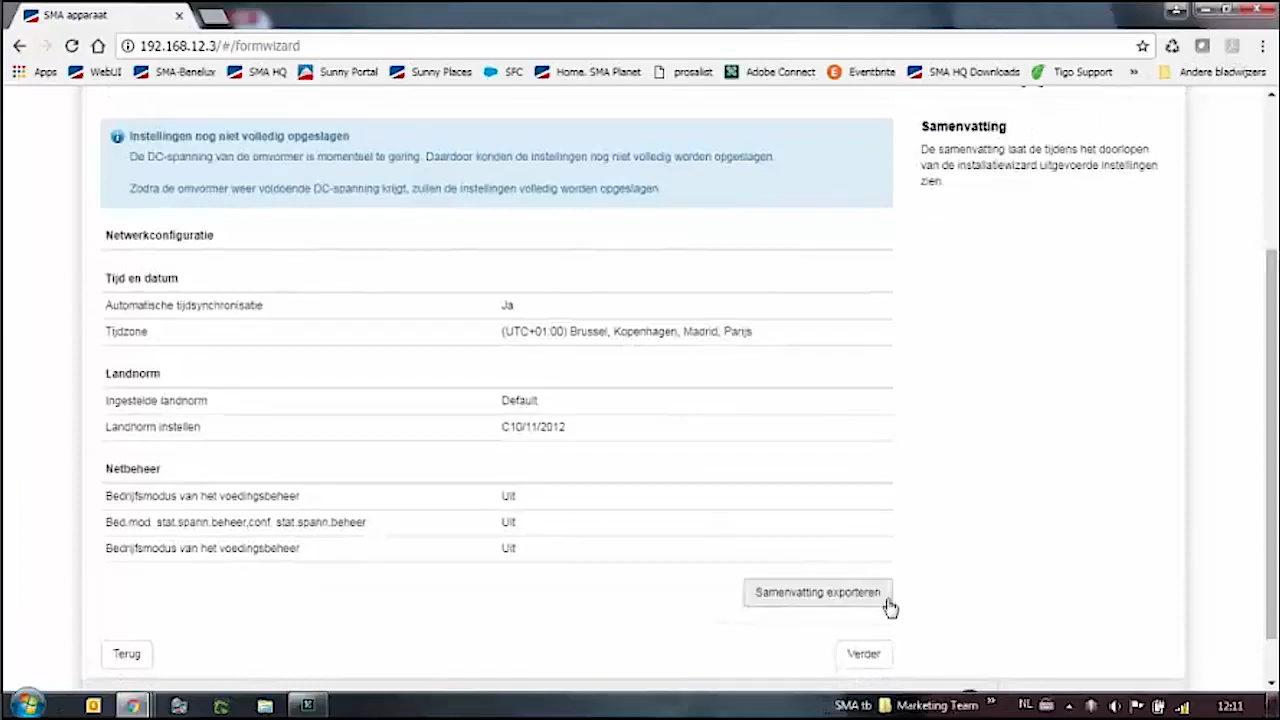 SMA apparaat
192.168.12.3/#/formwizard
Apps WebUI SMA-Benelux SMA HQ Sunny Portal Sunny Places SFC Home. SMA Planet prosalist Adobe Connect Eventbrite SMA HQ Downloads Tigo Support » Andere bladwijzers
Instellingen nog niet volledig opgeslagen
De DC-spanning van de omvormer is momenteel te gering. Daardoor konden de instellingen nog niet volledig worden opgeslagen.
Zodra de omvormer weer voldoende DC-spanning krijgt, zullen de instellingen volledig worden opgeslagen.
Samenvatting
De samenvatting laat de tijdens het doorlopen
van de installatiewizard uitgevoerde instellingen
zien.
Netwerkconfiguratie
Tijd en datum
Automatische tijdsynchronisatie Ja
Tijdzone (UTC+01:00) Brussel, Kopenhagen, Madrid, Parijs
Landnorm
Ingestelde landnorm Default
Landnorm instellen C10/11/2012
Netbeheer
Bedrijfsmodus van het voedingsbeheer Uit
Bed.mod. stat.spann.beheer,conf. stat.spann.beheer Uit
Bedrijfsmodus van het voedingsbeheer Uit
Samenvatting exporteren
Terug Verder
SMA tb Marketing Team » NL 12:11